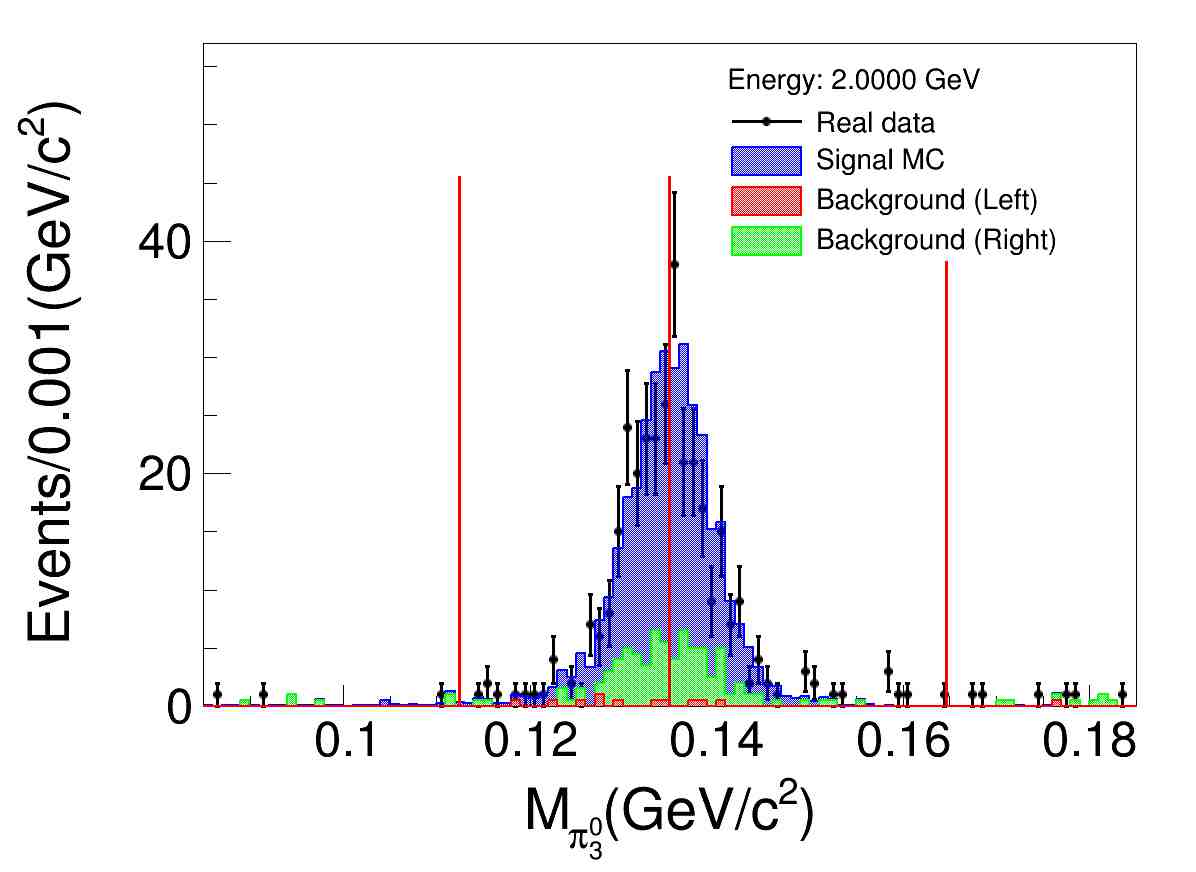 Energy: 2.0000 GeV
Real data
Signal MC
Background (Left)
Background (Right)
Events/0.001(GeV/c²)
40
20
0
0.1 0.12 0.14 0.16 0.18
M_{π⁰₃}(GeV/c²)